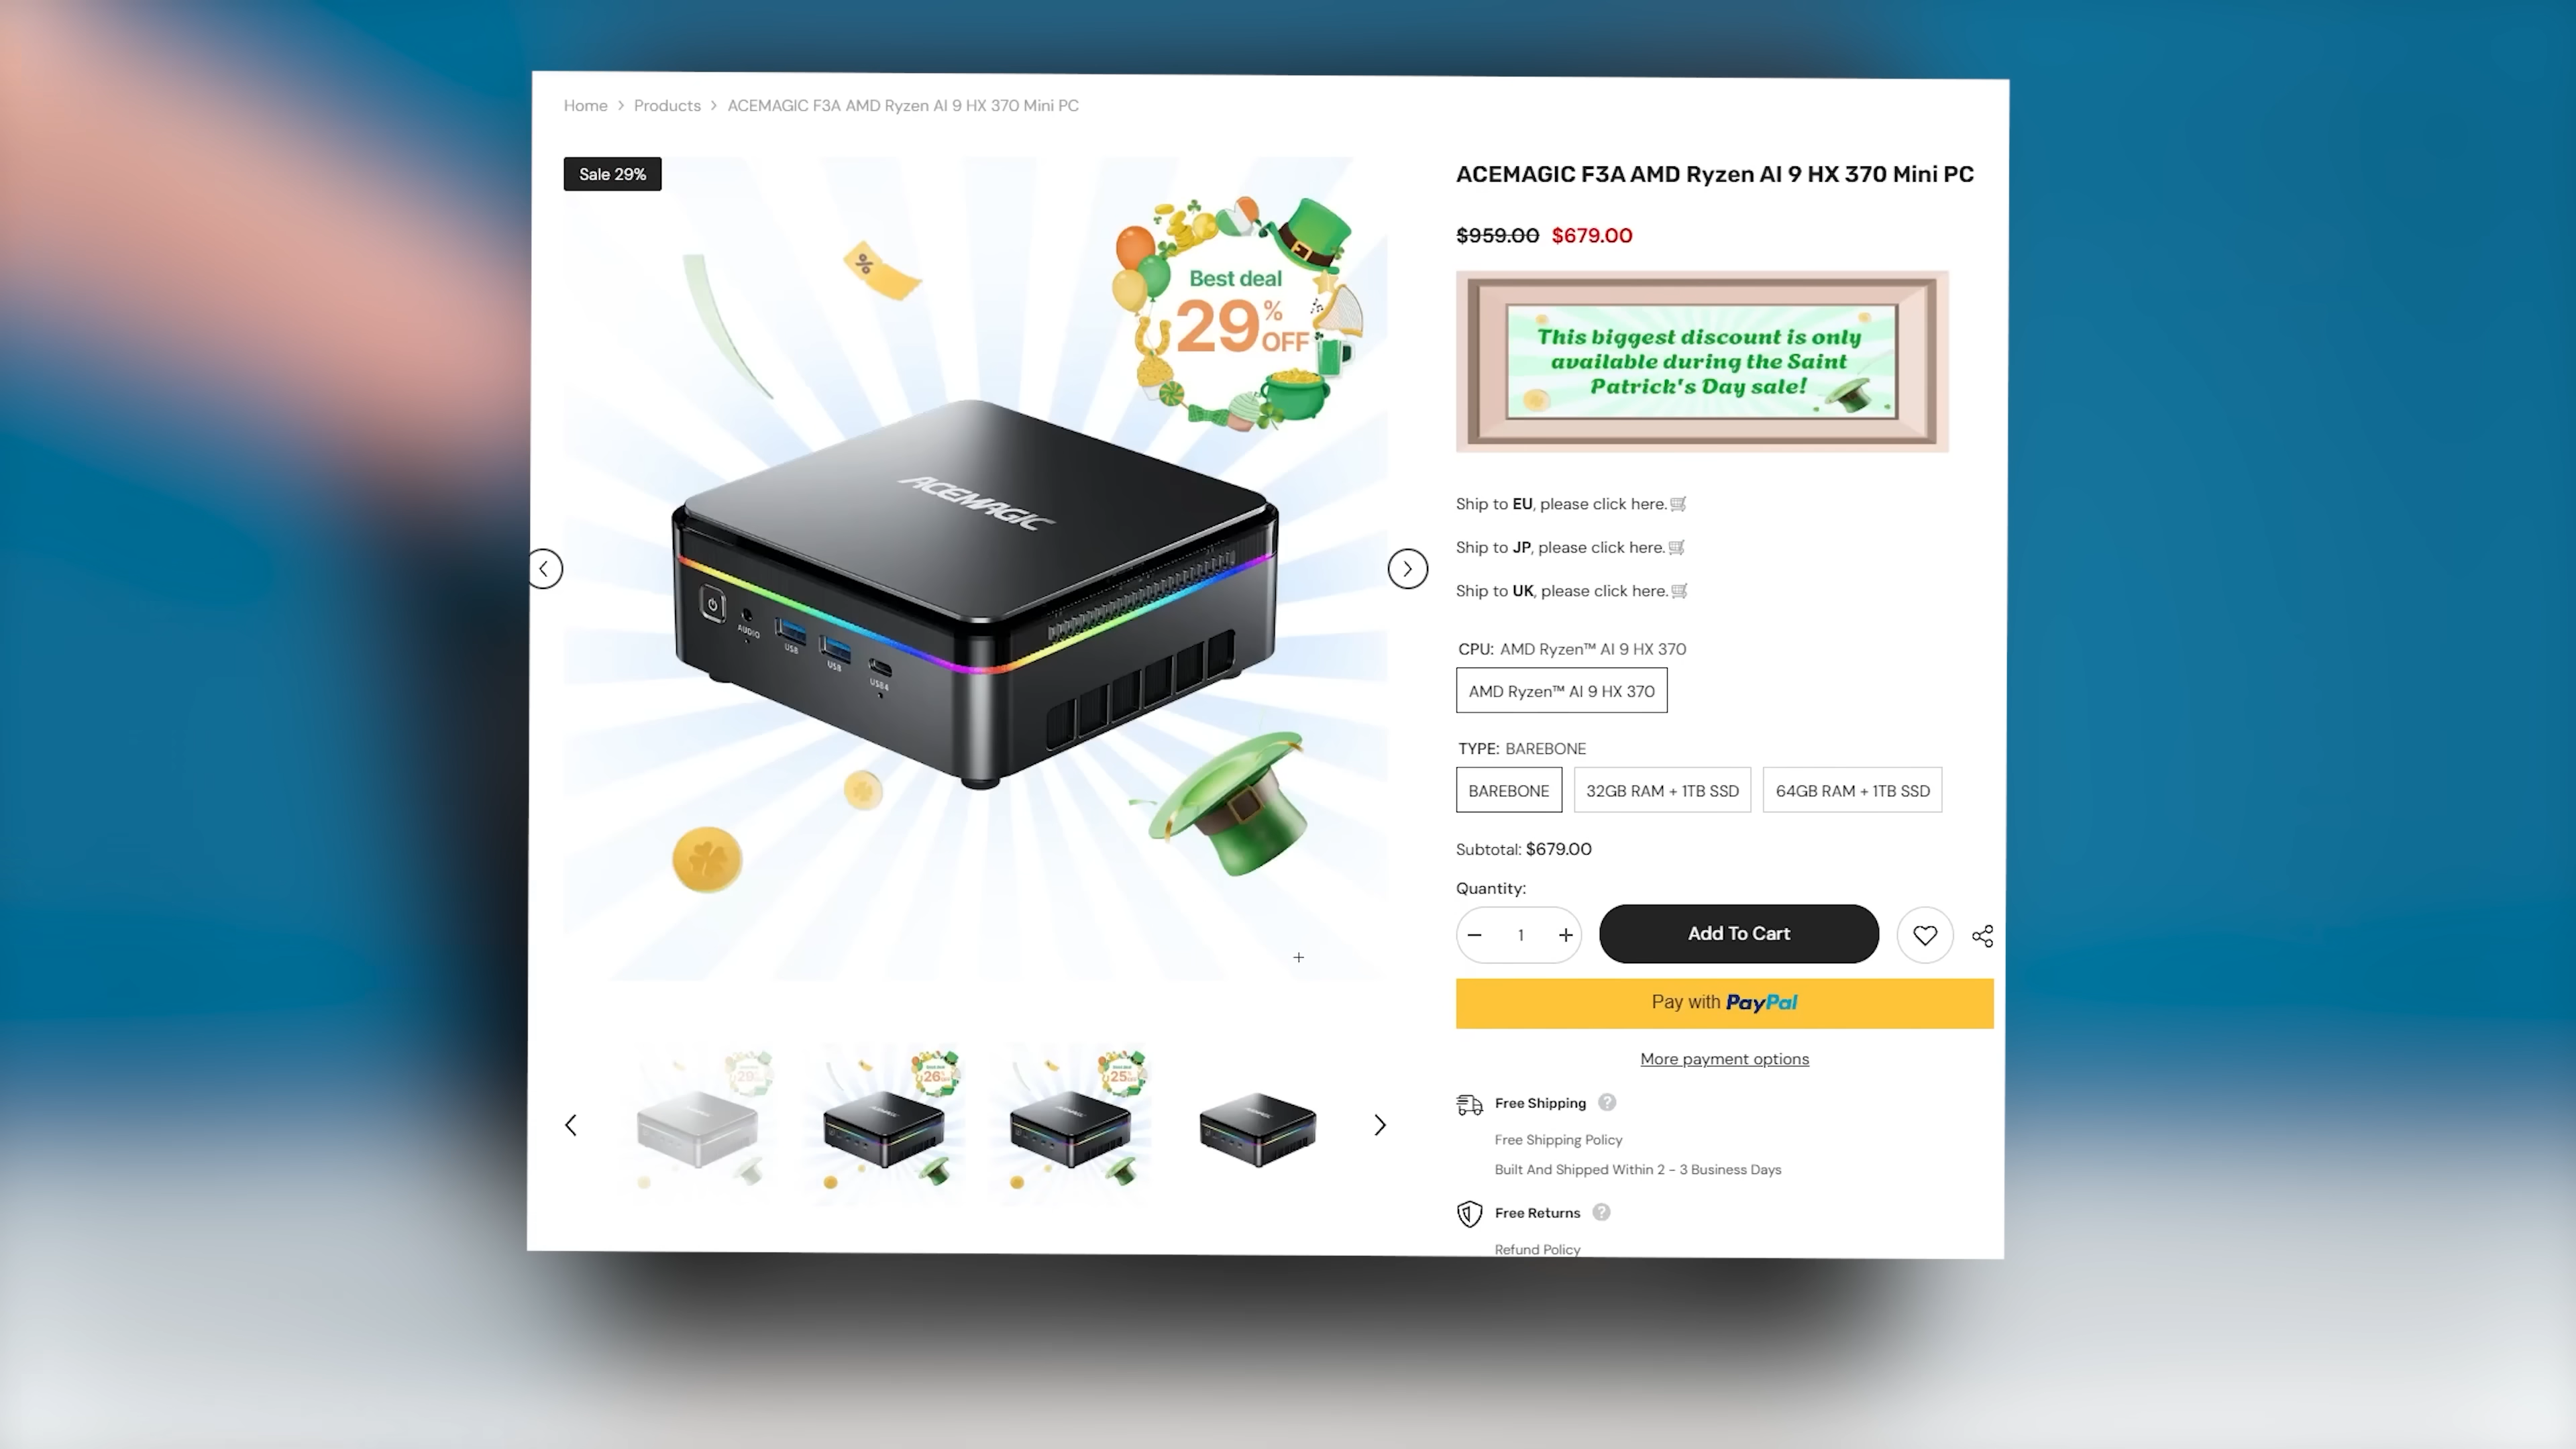 Home > Products > ACEMAGIC F3A AMD Ryzen AI 9 HX 370 Mini PC
Sale 29%
Best deal
29% OFF
ACEMAGIC
AUDIO
USB
USB
USB4
26% OFF
25% OFF
ACEMAGIC F3A AMD Ryzen AI 9 HX 370 Mini PC
$959.00 $679.00
This biggest discount is only
available during the Saint
Patrick's Day sale!
Ship to EU, please click here.🛒
Ship to JP, please click here.🛒
Ship to UK, please click here.🛒
CPU: AMD Ryzen™ AI 9 HX 370
AMD Ryzen™ AI 9 HX 370
TYPE: BAREBONE
BAREBONE 32GB RAM + 1TB SSD 64GB RAM + 1TB SSD
Subtotal: $679.00
Quantity:
− 1 + Add To Cart
Pay with PayPal
More payment options
Free Shipping ?
Free Shipping Policy
Built And Shipped Within 2 - 3 Business Days
Free Returns ?
Refund Policy